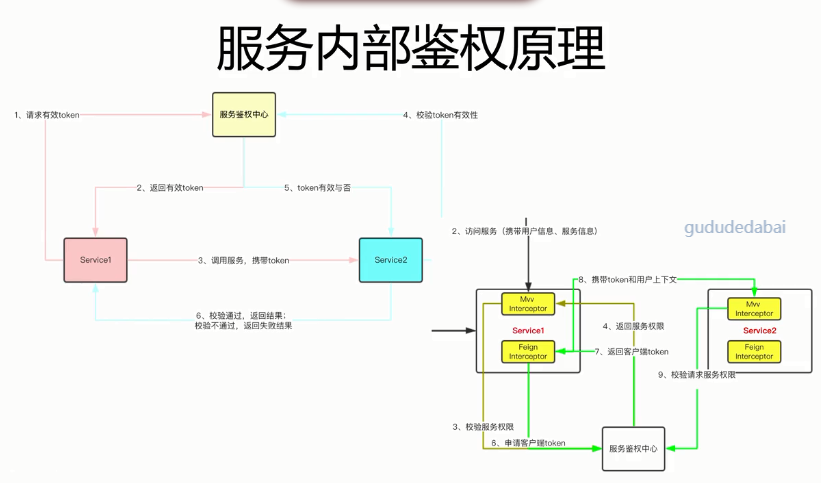 服务内部鉴权原理
服务鉴权中心
1、请求有效token
4、校验token有效性
2、返回有效token
5、token有效与否
Service1
3、调用服务，携带token
Service2
6、校验通过，返回结果；
校验不通过，返回失败结果
2、访问服务（携带用户信息、服务信息）
gududedabai
8、携带token和用户上下文
Mvv
Interceptor
Service1
Feign
Interceptor
4、返回服务权限
7、返回客户端token
Mvv
Interceptor
Service2
Feign
Interceptor
9、校验请求服务权限
3、校验服务权限
6、申请客户端token
服务鉴权中心